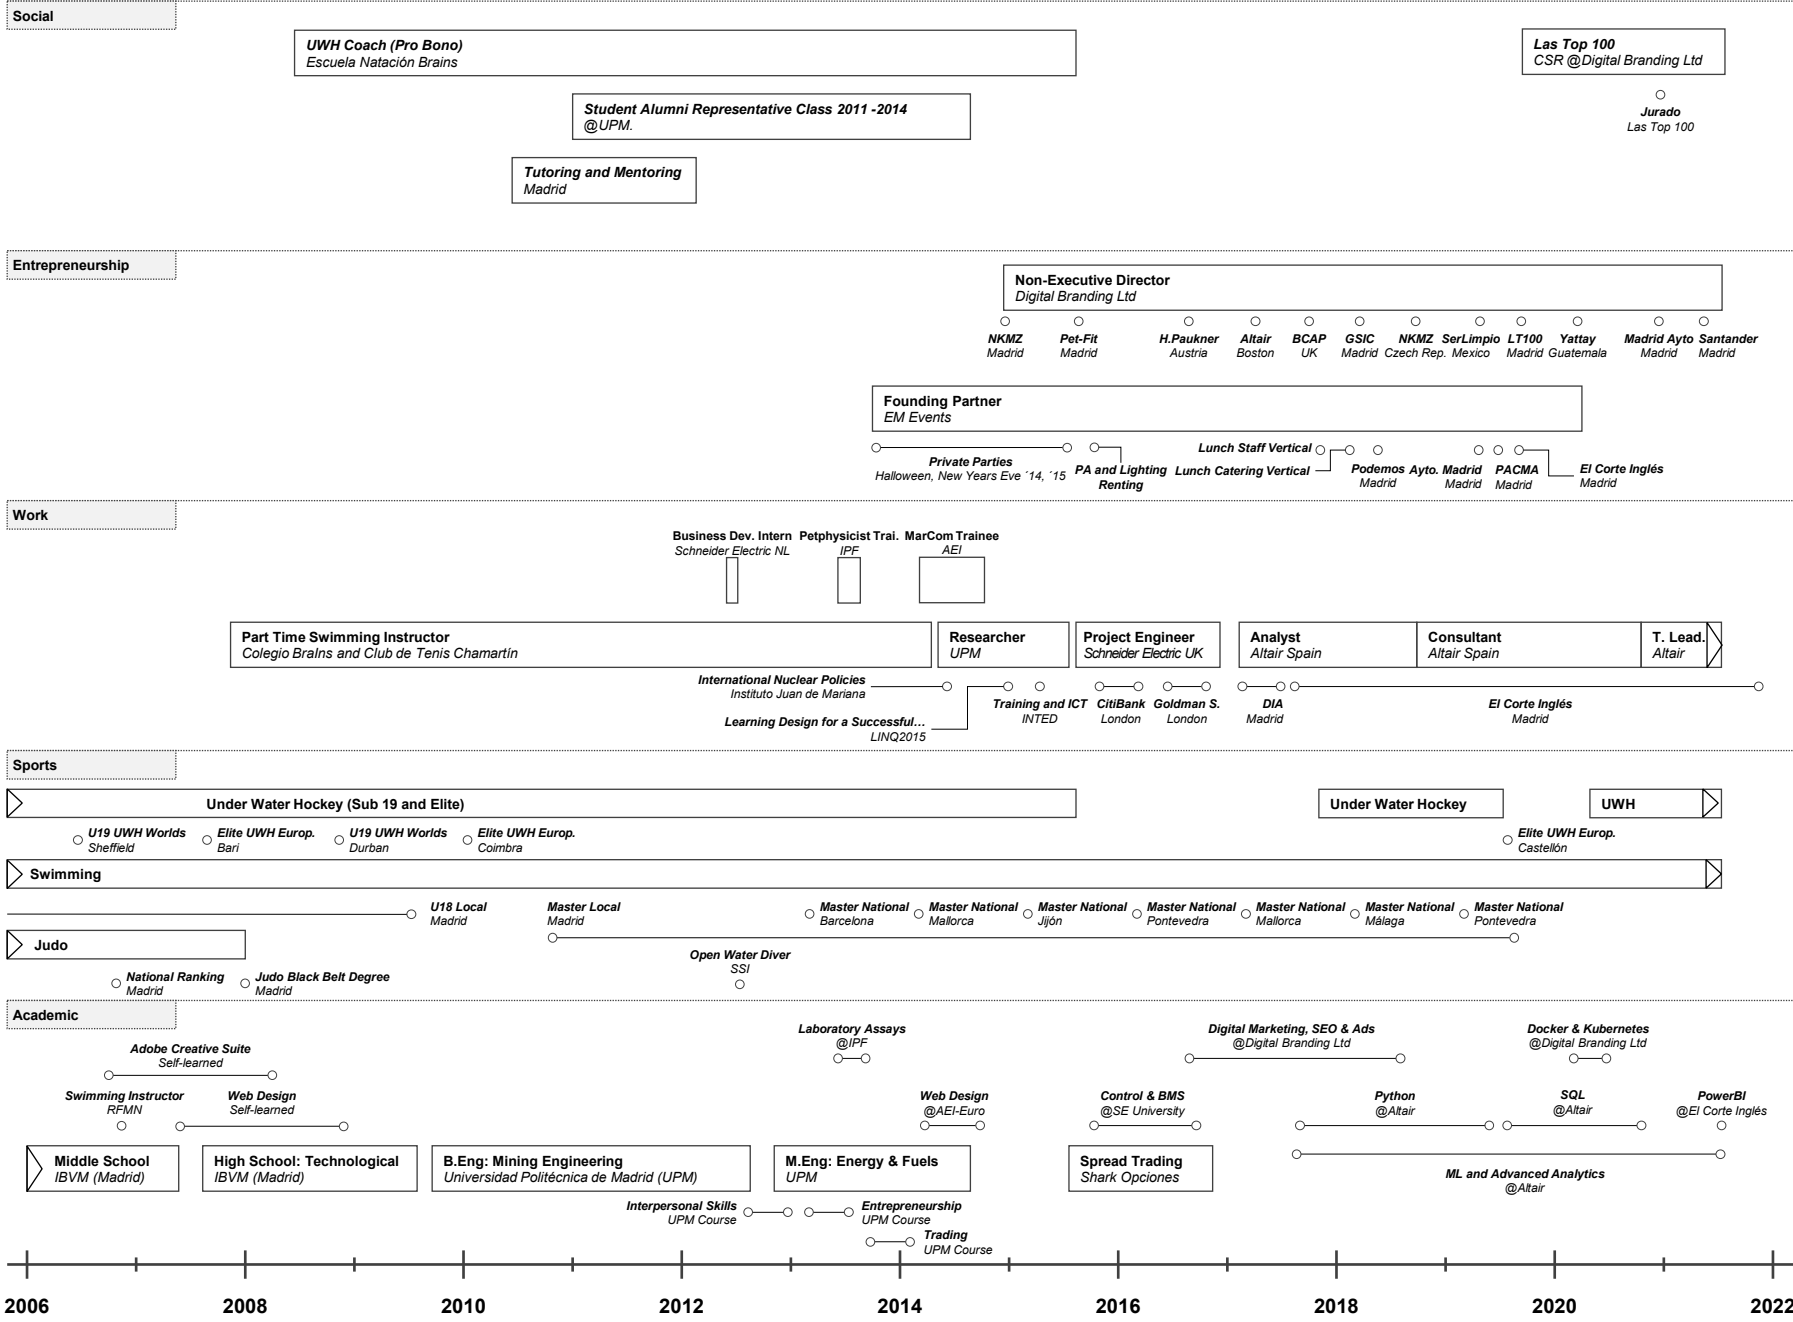 Social
UWH Coach (Pro Bono)
Escuela Natación Brains
Las Top 100
CSR @Digital Branding Ltd
Student Alumni Representative Class 2011 -2014
@UPM.
Jurado
Las Top 100
Tutoring and Mentoring
Madrid
Entrepreneurship
Non-Executive Director
Digital Branding Ltd
NKMZ
Madrid
Pet-Fit
Madrid
H.Paukner
Austria
Altair
Boston
BCAP
UK
GSIC
Madrid
NKMZ
Czech Rep.
SerLimpio
Mexico
LT100
Madrid
Yattay
Guatemala
Madrid Ayto
Madrid
Santander
Madrid
Founding Partner
EM Events
Private Parties
Halloween, New Years Eve ´14, ´15
PA and Lighting
Renting
Lunch Staff Vertical
Lunch Catering Vertical
Podemos
Madrid
Ayto. Madrid
Madrid
PACMA
Madrid
El Corte Inglés
Madrid
Work
Business Dev. Intern
Schneider Electric NL
Petphysicist Trai.
IPF
MarCom Trainee
AEI
Part Time Swimming Instructor
Colegio BraIns and Club de Tenis Chamartín
Researcher
UPM
Project Engineer
Schneider Electric UK
Analyst
Altair Spain
Consultant
Altair Spain
T. Lead.
Altair
International Nuclear Policies
Instituto Juan de Mariana
Learning Design for a Successful…
LINQ2015
Training and ICT
INTED
CitiBank
London
Goldman S.
London
DIA
Madrid
El Corte Inglés
Madrid
Sports
Under Water Hockey (Sub 19 and Elite)
Under Water Hockey
UWH
U19 UWH Worlds
Sheffield
Elite UWH Europ.
Bari
U19 UWH Worlds
Durban
Elite UWH Europ.
Coimbra
Elite UWH Europ.
Castellón
Swimming
U18 Local
Madrid
Master Local
Madrid
Master National
Barcelona
Master National
Mallorca
Master National
Jijón
Master National
Pontevedra
Master National
Mallorca
Master National
Málaga
Master National
Pontevedra
Judo
Open Water Diver
SSI
National Ranking
Madrid
Judo Black Belt Degree
Madrid
Academic
Laboratory Assays
@IPF
Digital Marketing, SEO & Ads
@Digital Branding Ltd
Docker & Kubernetes
@Digital Branding Ltd
Adobe Creative Suite
Self-learned
Swimming Instructor
RFMN
Web Design
Self-learned
Web Design
@AEI-Euro
Control & BMS
@SE University
Python
@Altair
SQL
@Altair
PowerBI
@El Corte Inglés
Middle School
IBVM (Madrid)
High School: Technological
IBVM (Madrid)
B.Eng: Mining Engineering
Universidad Politécnica de Madrid (UPM)
M.Eng: Energy & Fuels
UPM
Spread Trading
Shark Opciones
ML and Advanced Analytics
@Altair
Interpersonal Skills
UPM Course
Entrepreneurship
UPM Course
Trading
UPM Course
2006 2008 2010 2012 2014 2016 2018 2020 2022